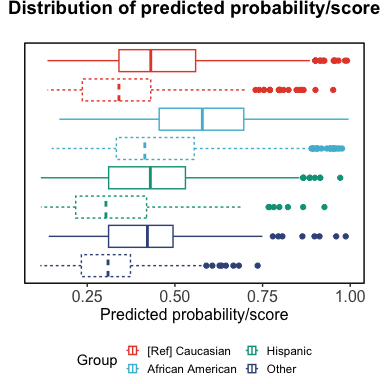 Distribution of predicted probability/score
0.25 0.50 0.75 1.00
Predicted probability/score
Group [Ref] Caucasian Hispanic
African American Other